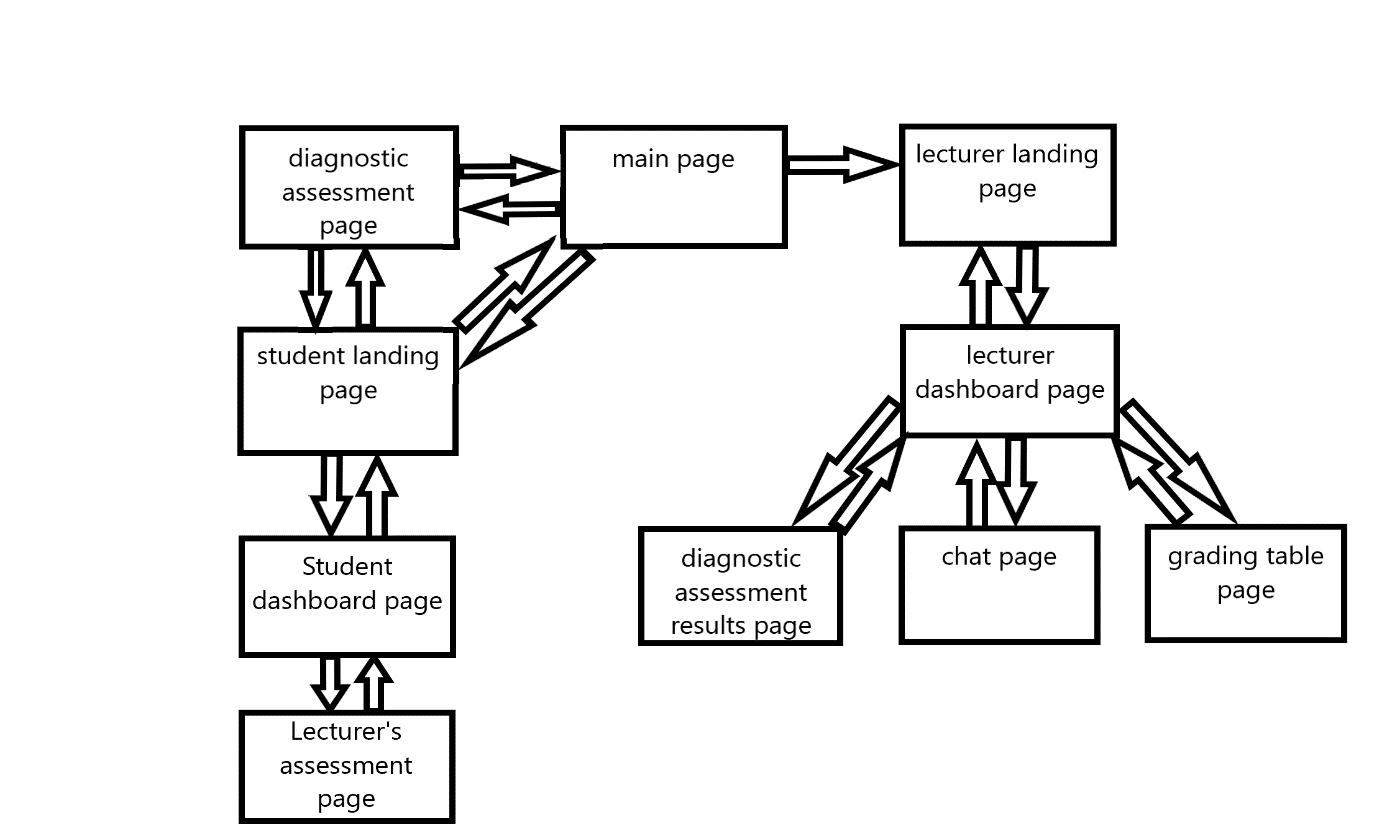 diagnostic
assessment
page
main page
lecturer landing
page
student landing
page
lecturer
dashboard page
Student
dashboard page
diagnostic
assessment
results page
chat page
grading table
page
Lecturer's
assessment
page